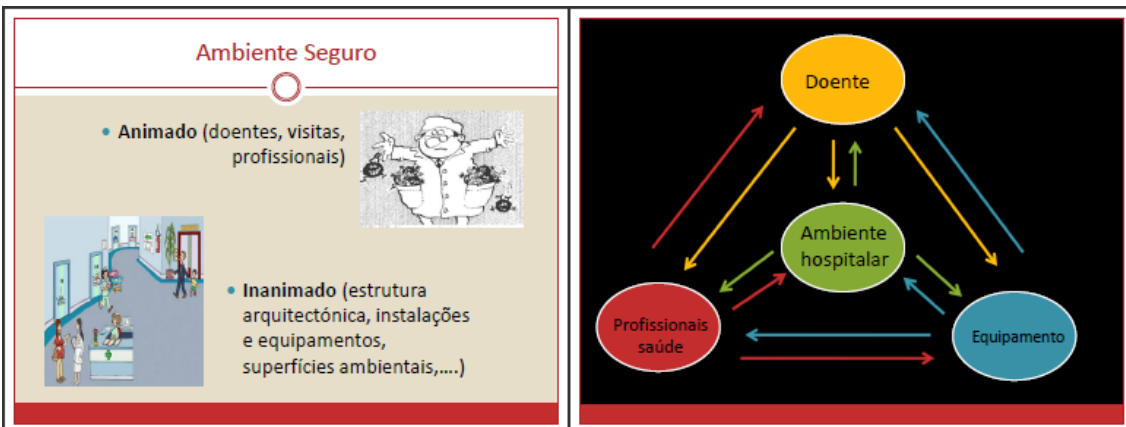 Ambiente Seguro
• Animado (doentes, visitas,
profissionais)
• Inanimado (estrutura
arquitectónica, instalações
e equipamentos,
superfícies ambientais,....)
Doente
Ambiente
hospitalar
Profissionais
saúde
Equipamento